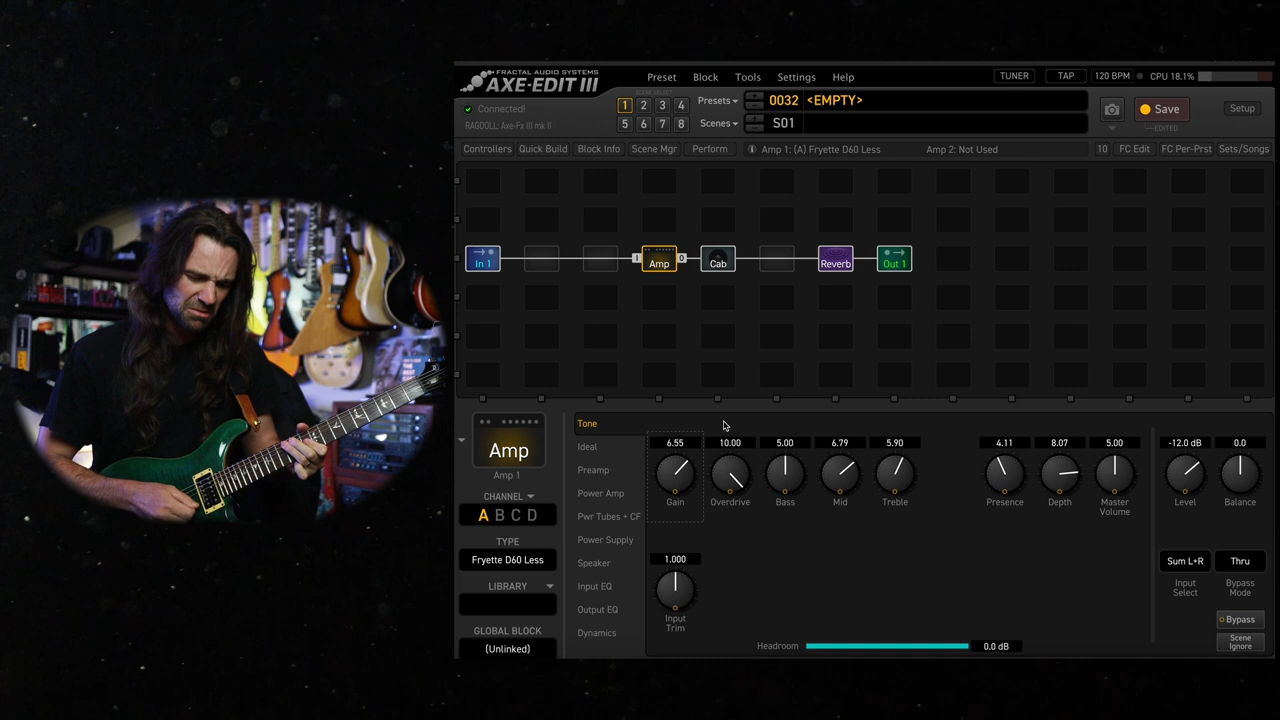 FRACTAL AUDIO SYSTEMS
AXE-EDIT III
Preset Block Tools Settings Help
TUNER TAP 120 BPM CPU 18.1%
Connected!
RAGDOLL: Axe-Fx III mk II
SCENE SELECT
1 2 3 4
5 6 7 8
Presets 0032 <EMPTY>
Scenes S01
Save
EDITED
Setup
Controllers Quick Build Block Info Scene Mgr Perform
Amp 1: (A) Fryette D60 Less Amp 2: Not Used
10 FC Edit FC Per-Prst Sets/Songs
In 1 I Amp O Cab Reverb Out 1
Amp
Amp 1
CHANNEL
A B C D
TYPE
Fryette D60 Less
LIBRARY
GLOBAL BLOCK
(Unlinked)
Tone
Ideal
Preamp
Power Amp
Pwr Tubes + CF
Power Supply
Speaker
Input EQ
Output EQ
Dynamics
6.55 10.00 5.00 6.79 5.90 4.11 8.07 5.00 -12.0 dB 0.0
Gain Overdrive Bass Mid Treble Presence Depth Master Volume Level Balance
1.000
Input Trim
Sum L+R Thru
Input Select
Bypass Mode
Bypass
Scene Ignore
Headroom 0.0 dB